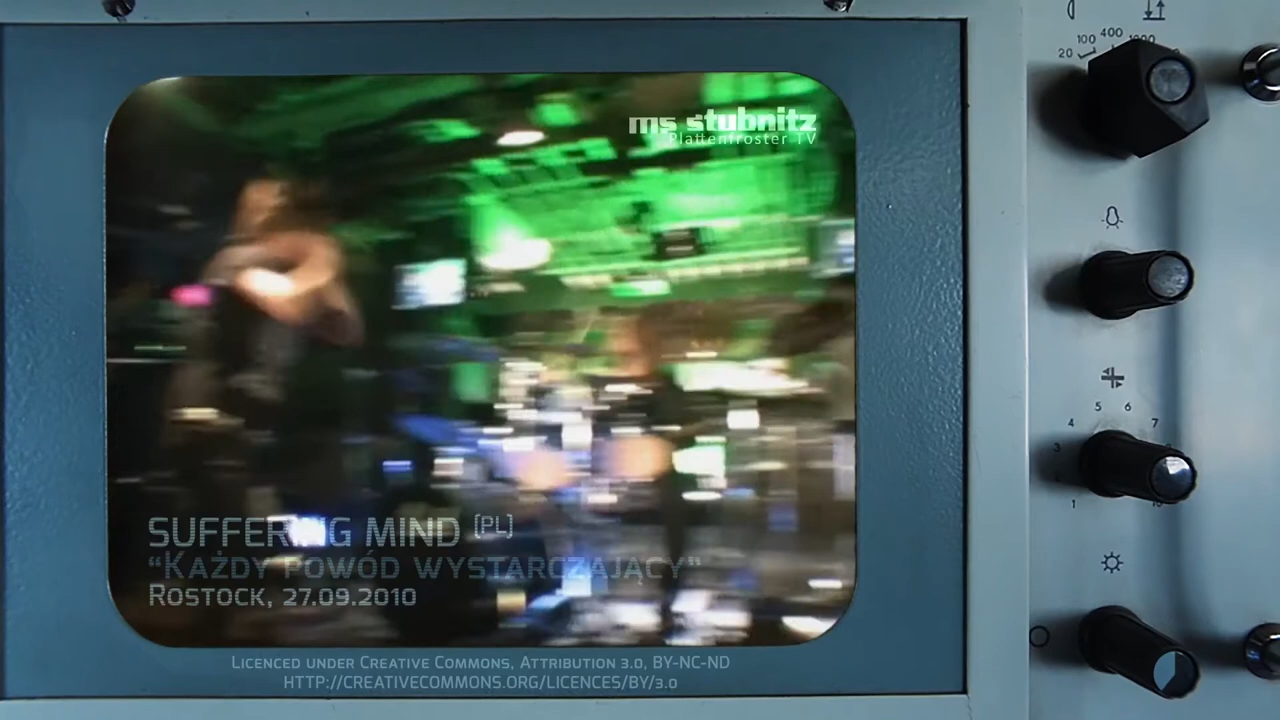 20 100 400 1000
ms stubnitz
Plattenfroster TV
5 6
4 7
3
1 10
SUFFERING MIND [PL]
“KAŻDY POWÓD WYSTARCZAJĄCY”
ROSTOCK, 27.09.2010
LICENCED UNDER CREATIVE COMMONS, ATTRIBUTION 3.0, BY-NC-ND
HTTP://CREATIVECOMMONS.ORG/LICENCES/BY/3.0